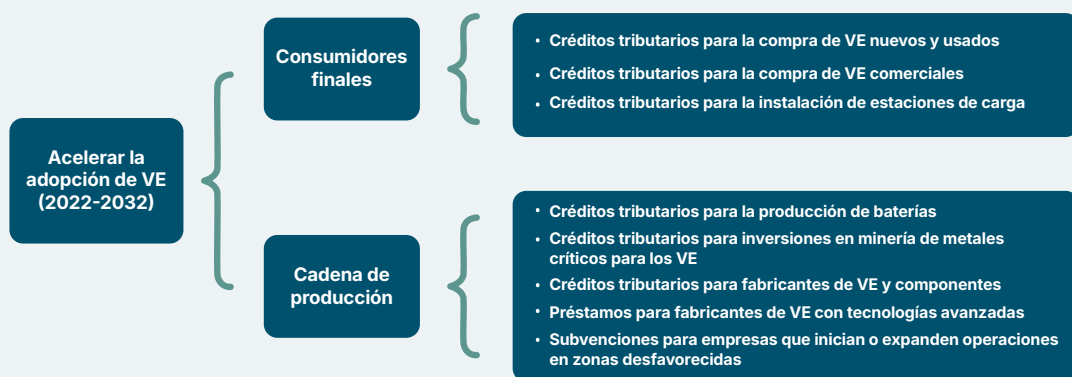 Acelerar la
adopción de VE
(2022-2032)
Consumidores
finales
• Créditos tributarios para la compra de VE nuevos y usados
• Créditos tributarios para la compra de VE comerciales
• Créditos tributarios para la instalación de estaciones de carga
Cadena de
producción
• Créditos tributarios para la producción de baterías
• Créditos tributarios para inversiones en minería de metales
críticos para los VE
• Créditos tributarios para fabricantes de VE y componentes
• Préstamos para fabricantes de VE con tecnologías avanzadas
• Subvenciones para empresas que inician o expanden operaciones
en zonas desfavorecidas